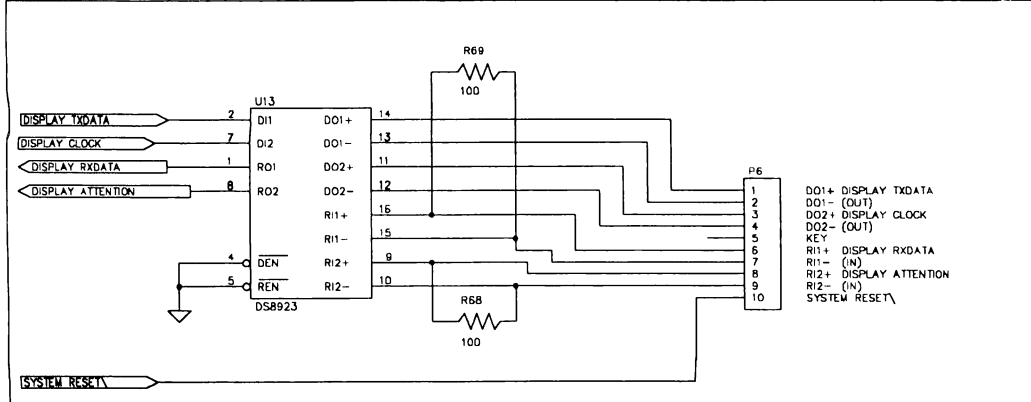 R69
100
U13
DISPLAY TXDATA 2 DI1 DO1+ 14
DISPLAY CLOCK 7 DI2 DO1- 13
DISPLAY RXDATA 1 RO1 DO2+ 11
DISPLAY ATTENTION 8 RO2 DO2- 12
RI1+ 16
RI1- 15
4 DEN RI2+ 9
5 REN RI2- 10
DS8923
R68
100
P6
1 DO1+ DISPLAY TXDATA
2 DO1- (OUT)
3 DO2+ DISPLAY CLOCK
4 DO2- (OUT)
5 KEY
6 RI1+ DISPLAY RXDATA
7 RI1- (IN)
8 RI2+ DISPLAY ATTENTION
9 RI2- (IN)
10 SYSTEM RESET\
SYSTEM RESET\